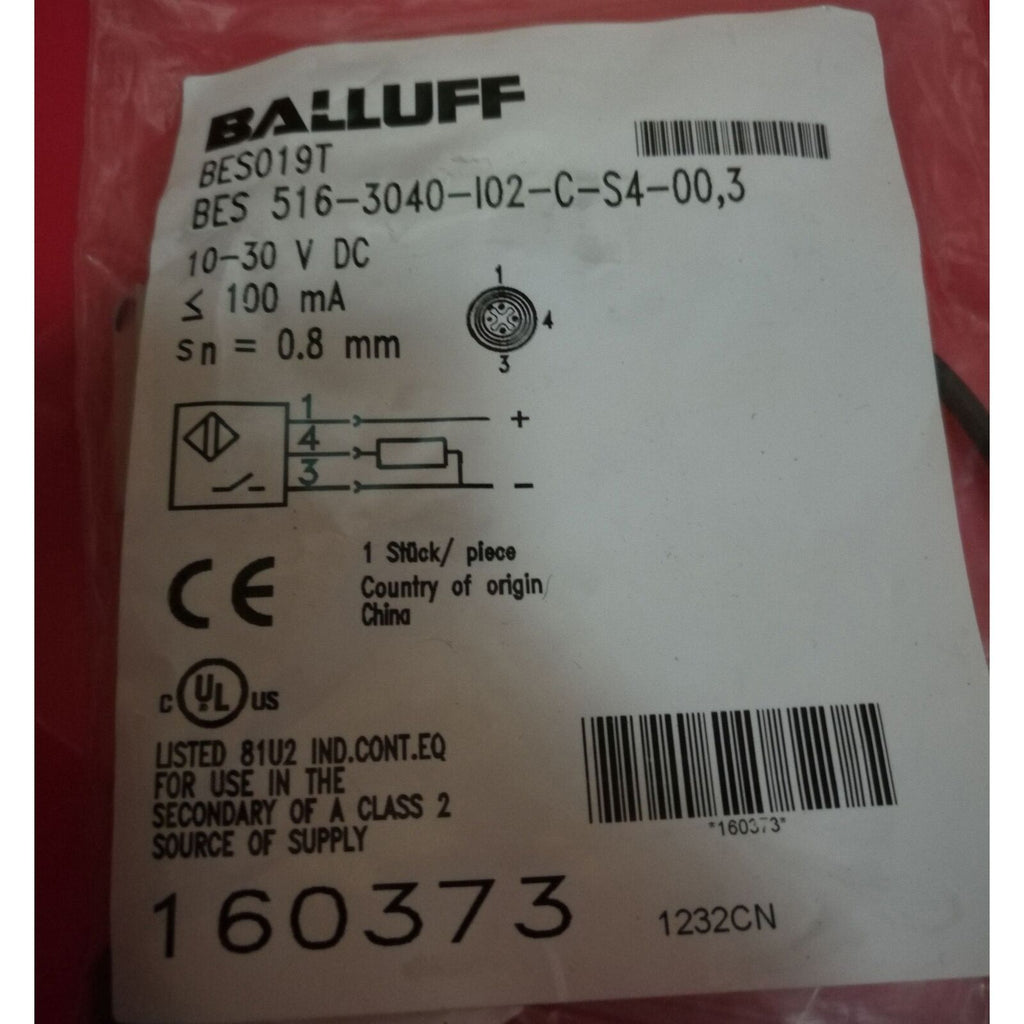 BALLUFF
BES019T
BES 516-3040-I02-C-S4-00,3
10-30 V DC
≤ 100 mA
sn = 0.8 mm
1
4
3
1
4
3
+
-
CE
1 Stück/ piece
Country of origin/
China
c UL US
LISTED 81U2 IND.CONT.EQ
FOR USE IN THE
SECONDARY OF A CLASS 2
SOURCE OF SUPPLY
*160373*
160373
1232CN